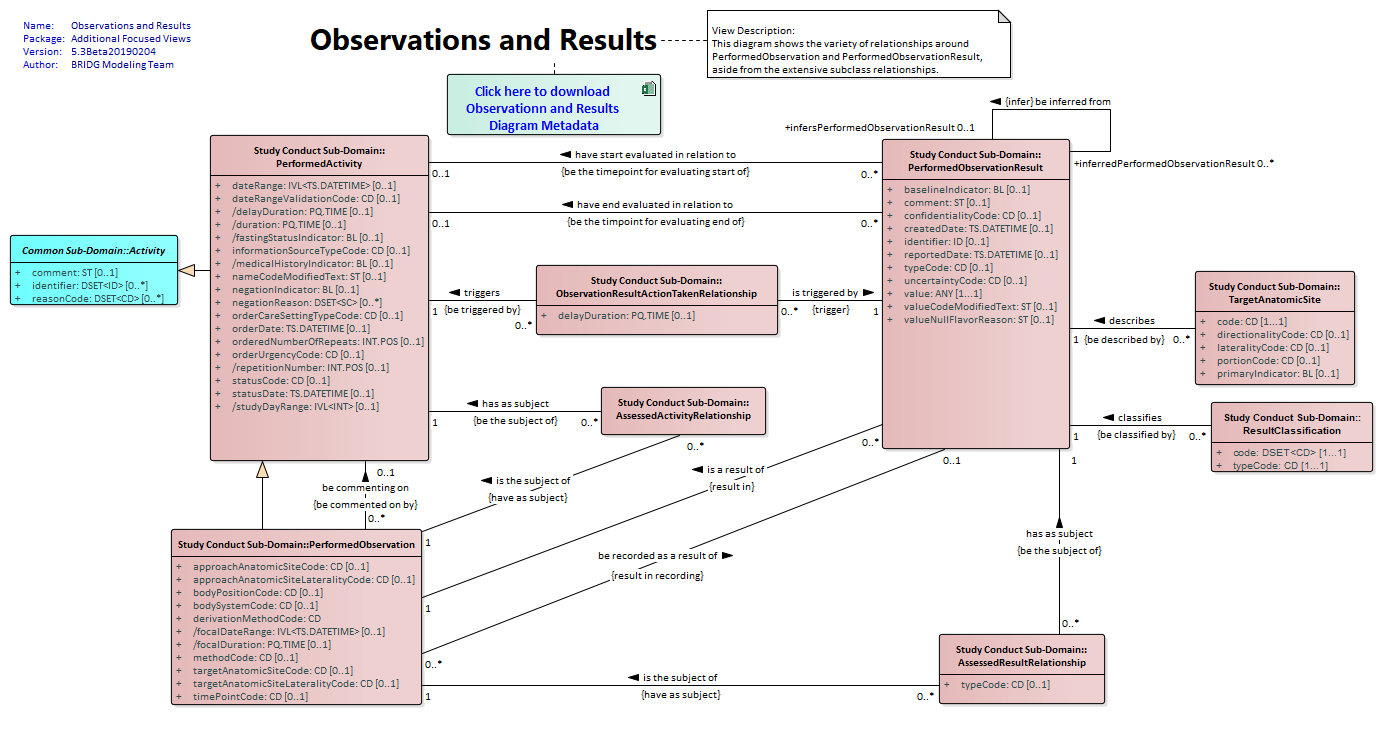 Name: Observations and Results
Package: Additional Focused Views
Version: 5.3Beta20190204
Author: BRIDG Modeling Team
Observations and Results
View Description:
This diagram shows the variety of relationships around
PerformedObservation and PerformedObservationResult,
aside from the extensive subclass relationships.
Click here to download
Observationn and Results
Diagram Metadata
Common Sub-Domain::Activity
+ comment: ST [0..1]
+ identifier: DSET<ID> [0..*]
+ reasonCode: DSET<CD> [0..*]
Study Conduct Sub-Domain::
PerformedActivity
+ dateRange: IVL<TS.DATETIME> [0..1]
+ dateRangeValidationCode: CD [0..1]
+ /delayDuration: PQ.TIME [0..1]
+ /duration: PQ.TIME [0..1]
+ /fastingStatusIndicator: BL [0..1]
+ informationSourceTypeCode: CD [0..1]
+ /medicalHistoryIndicator: BL [0..1]
+ nameCodeModifiedText: ST [0..1]
+ negationIndicator: BL [0..1]
+ negationReason: DSET<SC> [0..*]
+ orderCareSettingTypeCode: CD [0..1]
+ orderDate: TS.DATETIME [0..1]
+ orderedNumberOfRepeats: INT.POS [0..1]
+ orderUrgencyCode: CD [0..1]
+ /repetitionNumber: INT.POS [0..1]
+ statusCode: CD [0..1]
+ statusDate: TS.DATETIME [0..1]
+ /studyDayRange: IVL<INT> [0..1]
◄ have start evaluated in relation to
0..1 {be the timepoint for evaluating start of} 0..*
◄ have end evaluated in relation to
0..1 {be the timpoint for evaluating end of} 0..*
◄ {infer} be inferred from
+infersPerformedObservationResult 0..1
+inferredPerformedObservationResult 0..*
Study Conduct Sub-Domain::
PerformedObservationResult
+ baselineIndicator: BL [0..1]
+ comment: ST [0..1]
+ confidentialityCode: CD [0..1]
+ createdDate: TS.DATETIME [0..1]
+ identifier: ID [0..1]
+ reportedDate: TS.DATETIME [0..1]
+ typeCode: CD [0..1]
+ uncertaintyCode: CD [0..1]
+ value: ANY [1...1]
+ valueCodeModifiedText: ST [0..1]
+ valueNullFlavorReason: ST [0..1]
◄ triggers
1 {be triggered by} 0..*
Study Conduct Sub-Domain::
ObservationResultActionTakenRelationship
+ delayDuration: PQ.TIME [0..1]
is triggered by ►
0..* {trigger} 1
◄ describes
1 {be described by} 0..*
Study Conduct Sub-Domain::
TargetAnatomicSite
+ code: CD [1...1]
+ directionalityCode: CD [0..1]
+ lateralityCode: CD [0..1]
+ portionCode: CD [0..1]
+ primaryIndicator: BL [0..1]
◄ has as subject
1 {be the subject of} 0..*
Study Conduct Sub-Domain::
AssessedActivityRelationship
0..*
◄ classifies
1 {be classified by} 0..*
Study Conduct Sub-Domain::
ResultClassification
+ code: DSET<CD> [1...1]
+ typeCode: CD [1...1]
0..1
be commenting on
{be commented on by}
0..*
◄ is the subject of
{have as subject}
1
◄ is a result of
{result in}
0..*
1
be recorded as a result of ►
{result in recording}
0..1
0..*
1
has as subject
{be the subject of}
0..*
Study Conduct Sub-Domain::PerformedObservation
+ approachAnatomicSiteCode: CD [0..1]
+ approachAnatomicSiteLateralityCode: CD [0..1]
+ bodyPositionCode: CD [0..1]
+ bodySystemCode: CD [0..1]
+ derivationMethodCode: CD
+ /focalDateRange: IVL<TS.DATETIME> [0..1]
+ /focalDuration: PQ.TIME [0..1]
+ methodCode: CD [0..1]
+ targetAnatomicSiteCode: CD [0..1]
+ targetAnatomicSiteLateralityCode: CD [0..1]
+ timePointCode: CD [0..1]
◄ is the subject of
1 {have as subject} 0..*
Study Conduct Sub-Domain::
AssessedResultRelationship
+ typeCode: CD [0..1]